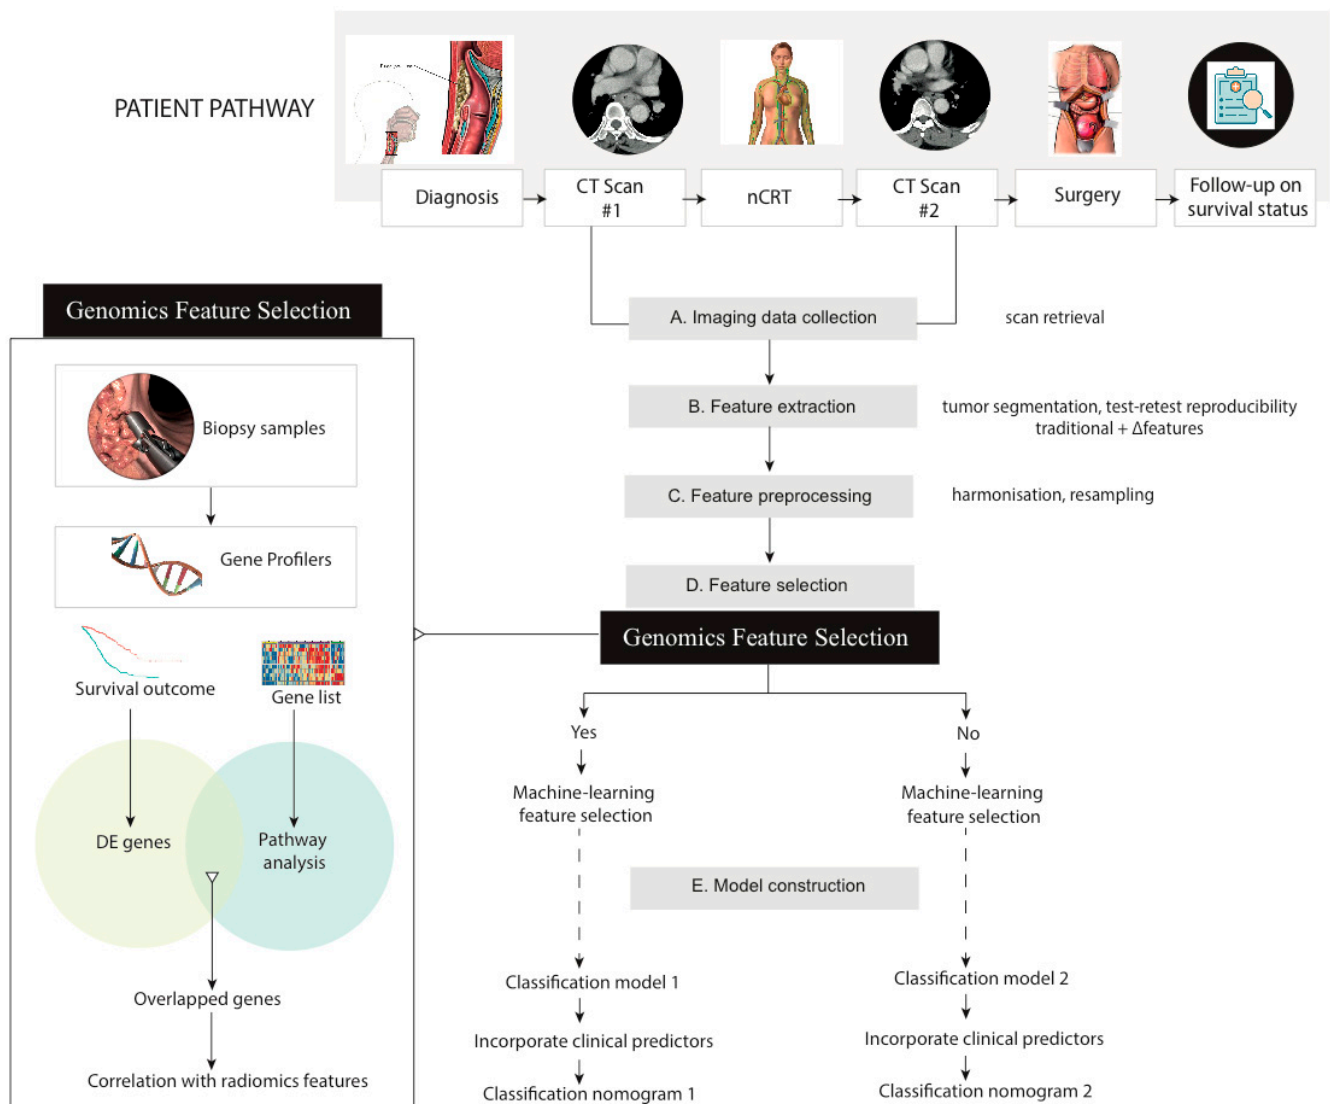 PATIENT PATHWAY
Diagnosis
CT Scan
#1
nCRT
CT Scan
#2
Surgery
Follow-up on
survival status
A. Imaging data collection
scan retrieval
B. Feature extraction
tumor segmentation, test-retest reproducibility
traditional + Δfeatures
C. Feature preprocessing
harmonisation, resampling
D. Feature selection
Genomics Feature Selection
Yes
No
Machine-learning
feature selection
Machine-learning
feature selection
E. Model construction
Classification model 1
Classification model 2
Incorporate clinical predictors
Incorporate clinical predictors
Classification nomogram 1
Classification nomogram 2
Genomics Feature Selection
Biopsy samples
Gene Profilers
Survival outcome
Gene list
DE genes
Pathway
analysis
Overlapped genes
Correlation with radiomics features